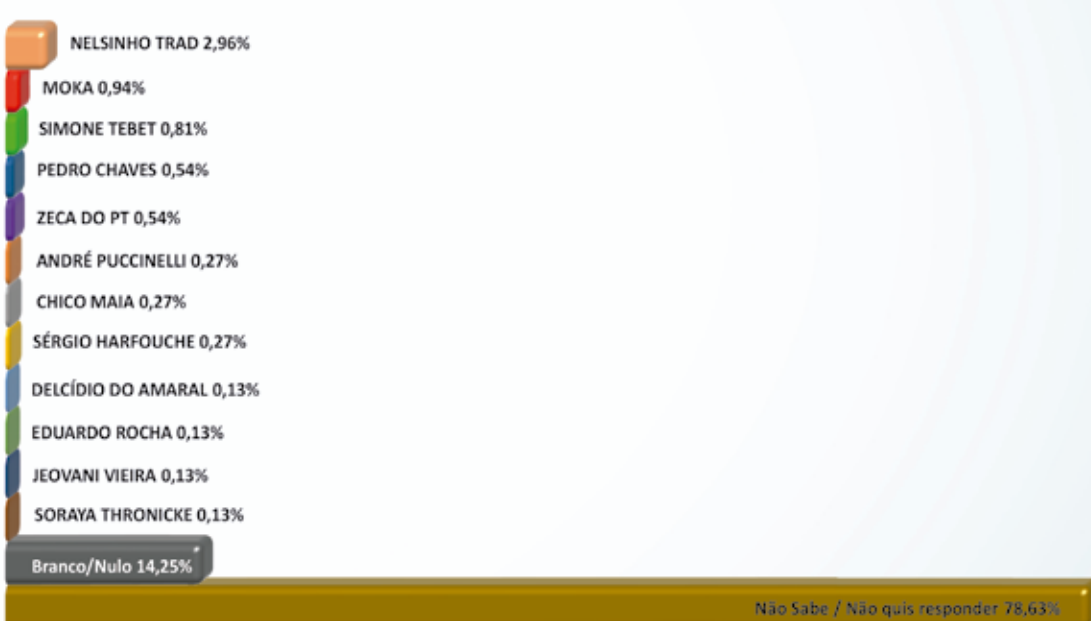 NELSINHO TRAD 2,96%
MOKA 0,94%
SIMONE TEBET 0,81%
PEDRO CHAVES 0,54%
ZECA DO PT 0,54%
ANDRÉ PUCCINELLI 0,27%
CHICO MAIA 0,27%
SÉRGIO HARFOUCHE 0,27%
DELCÍDIO DO AMARAL 0,13%
EDUARDO ROCHA 0,13%
JEOVANI VIEIRA 0,13%
SORAYA THRONICKE 0,13%
Branco/Nulo 14,25%
Não Sabe / Não quis responder 78,63%